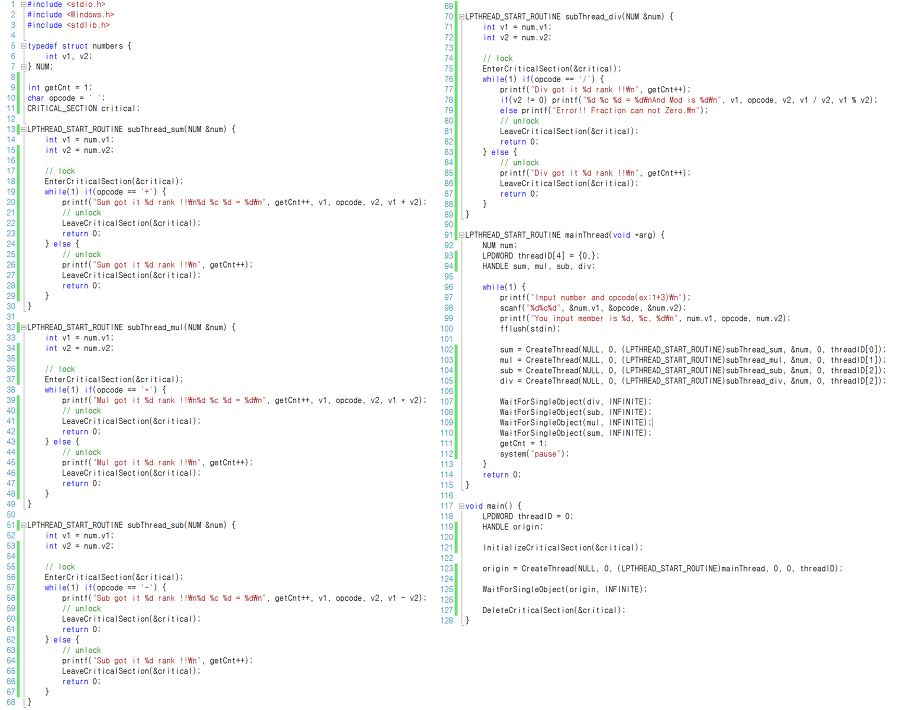 1 #include <stdio.h>
2 #include <Windows.h>
3 #include <stdlib.h>
4
5 typedef struct numbers {
6 int v1, v2;
7 } NUM;
8
9 int getCnt = 1;
10 char opcode = ' ';
11 CRITICAL_SECTION critical;
12
13 LPTHREAD_START_ROUTINE subThread_sum(NUM &num) {
14 int v1 = num.v1;
15 int v2 = num.v2;
16
17 // lock
18 EnterCriticalSection(&critical);
19 while(1) if(opcode == '+') {
20 printf("Sum got it %d rank !!₩n%d %c %d = %d₩n", getCnt++, v1, opcode, v2, v1 + v2);
21 // unlock
22 LeaveCriticalSection(&critical);
23 return 0;
24 } else {
25 // unlock
26 printf("Sum got it %d rank !!₩n", getCnt++);
27 LeaveCriticalSection(&critical);
28 return 0;
29 }
30 }
31
32 LPTHREAD_START_ROUTINE subThread_mul(NUM &num) {
33 int v1 = num.v1;
34 int v2 = num.v2;
35
36 // lock
37 EnterCriticalSection(&critical);
38 while(1) if(opcode == '*') {
39 printf("Mul got it %d rank !!₩n%d %c %d = %d₩n", getCnt++, v1, opcode, v2, v1 * v2);
40 // unlock
41 LeaveCriticalSection(&critical);
42 return 0;
43 } else {
44 // unlock
45 printf("Mul got it %d rank !!₩n", getCnt++);
46 LeaveCriticalSection(&critical);
47 return 0;
48 }
49 }
50
51 LPTHREAD_START_ROUTINE subThread_sub(NUM &num) {
52 int v1 = num.v1;
53 int v2 = num.v2;
54
55 // lock
56 EnterCriticalSection(&critical);
57 while(1) if(opcode == '-') {
58 printf("Sub got it %d rank !!₩n%d %c %d = %d₩n", getCnt++, v1, opcode, v2, v1 - v2);
59 // unlock
60 LeaveCriticalSection(&critical);
61 return 0;
62 } else {
63 // unlock
64 printf("Sub got it %d rank !!₩n", getCnt++);
65 LeaveCriticalSection(&critical);
66 return 0;
67 }
68 }
69
70 LPTHREAD_START_ROUTINE subThread_div(NUM &num) {
71 int v1 = num.v1;
72 int v2 = num.v2;
73
74 // lock
75 EnterCriticalSection(&critical);
76 while(1) if(opcode == '/') {
77 printf("Div got it %d rank !!₩n", getCnt++);
78 if(v2 != 0) printf("%d %c %d = %d₩nAnd Mod is %d₩n", v1, opcode, v2, v1 / v2, v1 % v2);
79 else printf("Error!! Fraction can not Zero.₩n");
80 // unlock
81 LeaveCriticalSection(&critical);
82 return 0;
83 } else {
84 // unlock
85 printf("Div got it %d rank !!₩n", getCnt++);
86 LeaveCriticalSection(&critical);
87 return 0;
88 }
89 }
90
91 LPTHREAD_START_ROUTINE mainThread(void *arg) {
92 NUM num;
93 LPDWORD threadID[4] = {0,};
94 HANDLE sum, mul, sub, div;
95
96 while(1) {
97 printf("Input number and opcode(ex:1+3)₩n");
98 scanf("%d%c%d", &num.v1, &opcode, &num.v2);
99 printf("You input member is %d, %c, %d₩n", num.v1, opcode, num.v2);
100 fflush(stdin);
101
102 sum = CreateThread(NULL, 0, (LPTHREAD_START_ROUTINE)subThread_sum, &num, 0, threadID[0]);
103 mul = CreateThread(NULL, 0, (LPTHREAD_START_ROUTINE)subThread_mul, &num, 0, threadID[1]);
104 sub = CreateThread(NULL, 0, (LPTHREAD_START_ROUTINE)subThread_sub, &num, 0, threadID[2]);
105 div = CreateThread(NULL, 0, (LPTHREAD_START_ROUTINE)subThread_div, &num, 0, threadID[2]);
106
107 WaitForSingleObject(div, INFINITE);
108 WaitForSingleObject(sub, INFINITE);
109 WaitForSingleObject(mul, INFINITE);
110 WaitForSingleObject(sum, INFINITE);
111 getCnt = 1;
112 system("pause");
113 }
114 return 0;
115 }
116
117 void main() {
118 LPDWORD threadID = 0;
119 HANDLE origin;
120
121 InitializeCriticalSection(&critical);
122
123 origin = CreateThread(NULL, 0, (LPTHREAD_START_ROUTINE)mainThread, 0, 0, threadID);
124
125 WaitForSingleObject(origin, INFINITE);
126
127 DeleteCriticalSection(&critical);
128 }